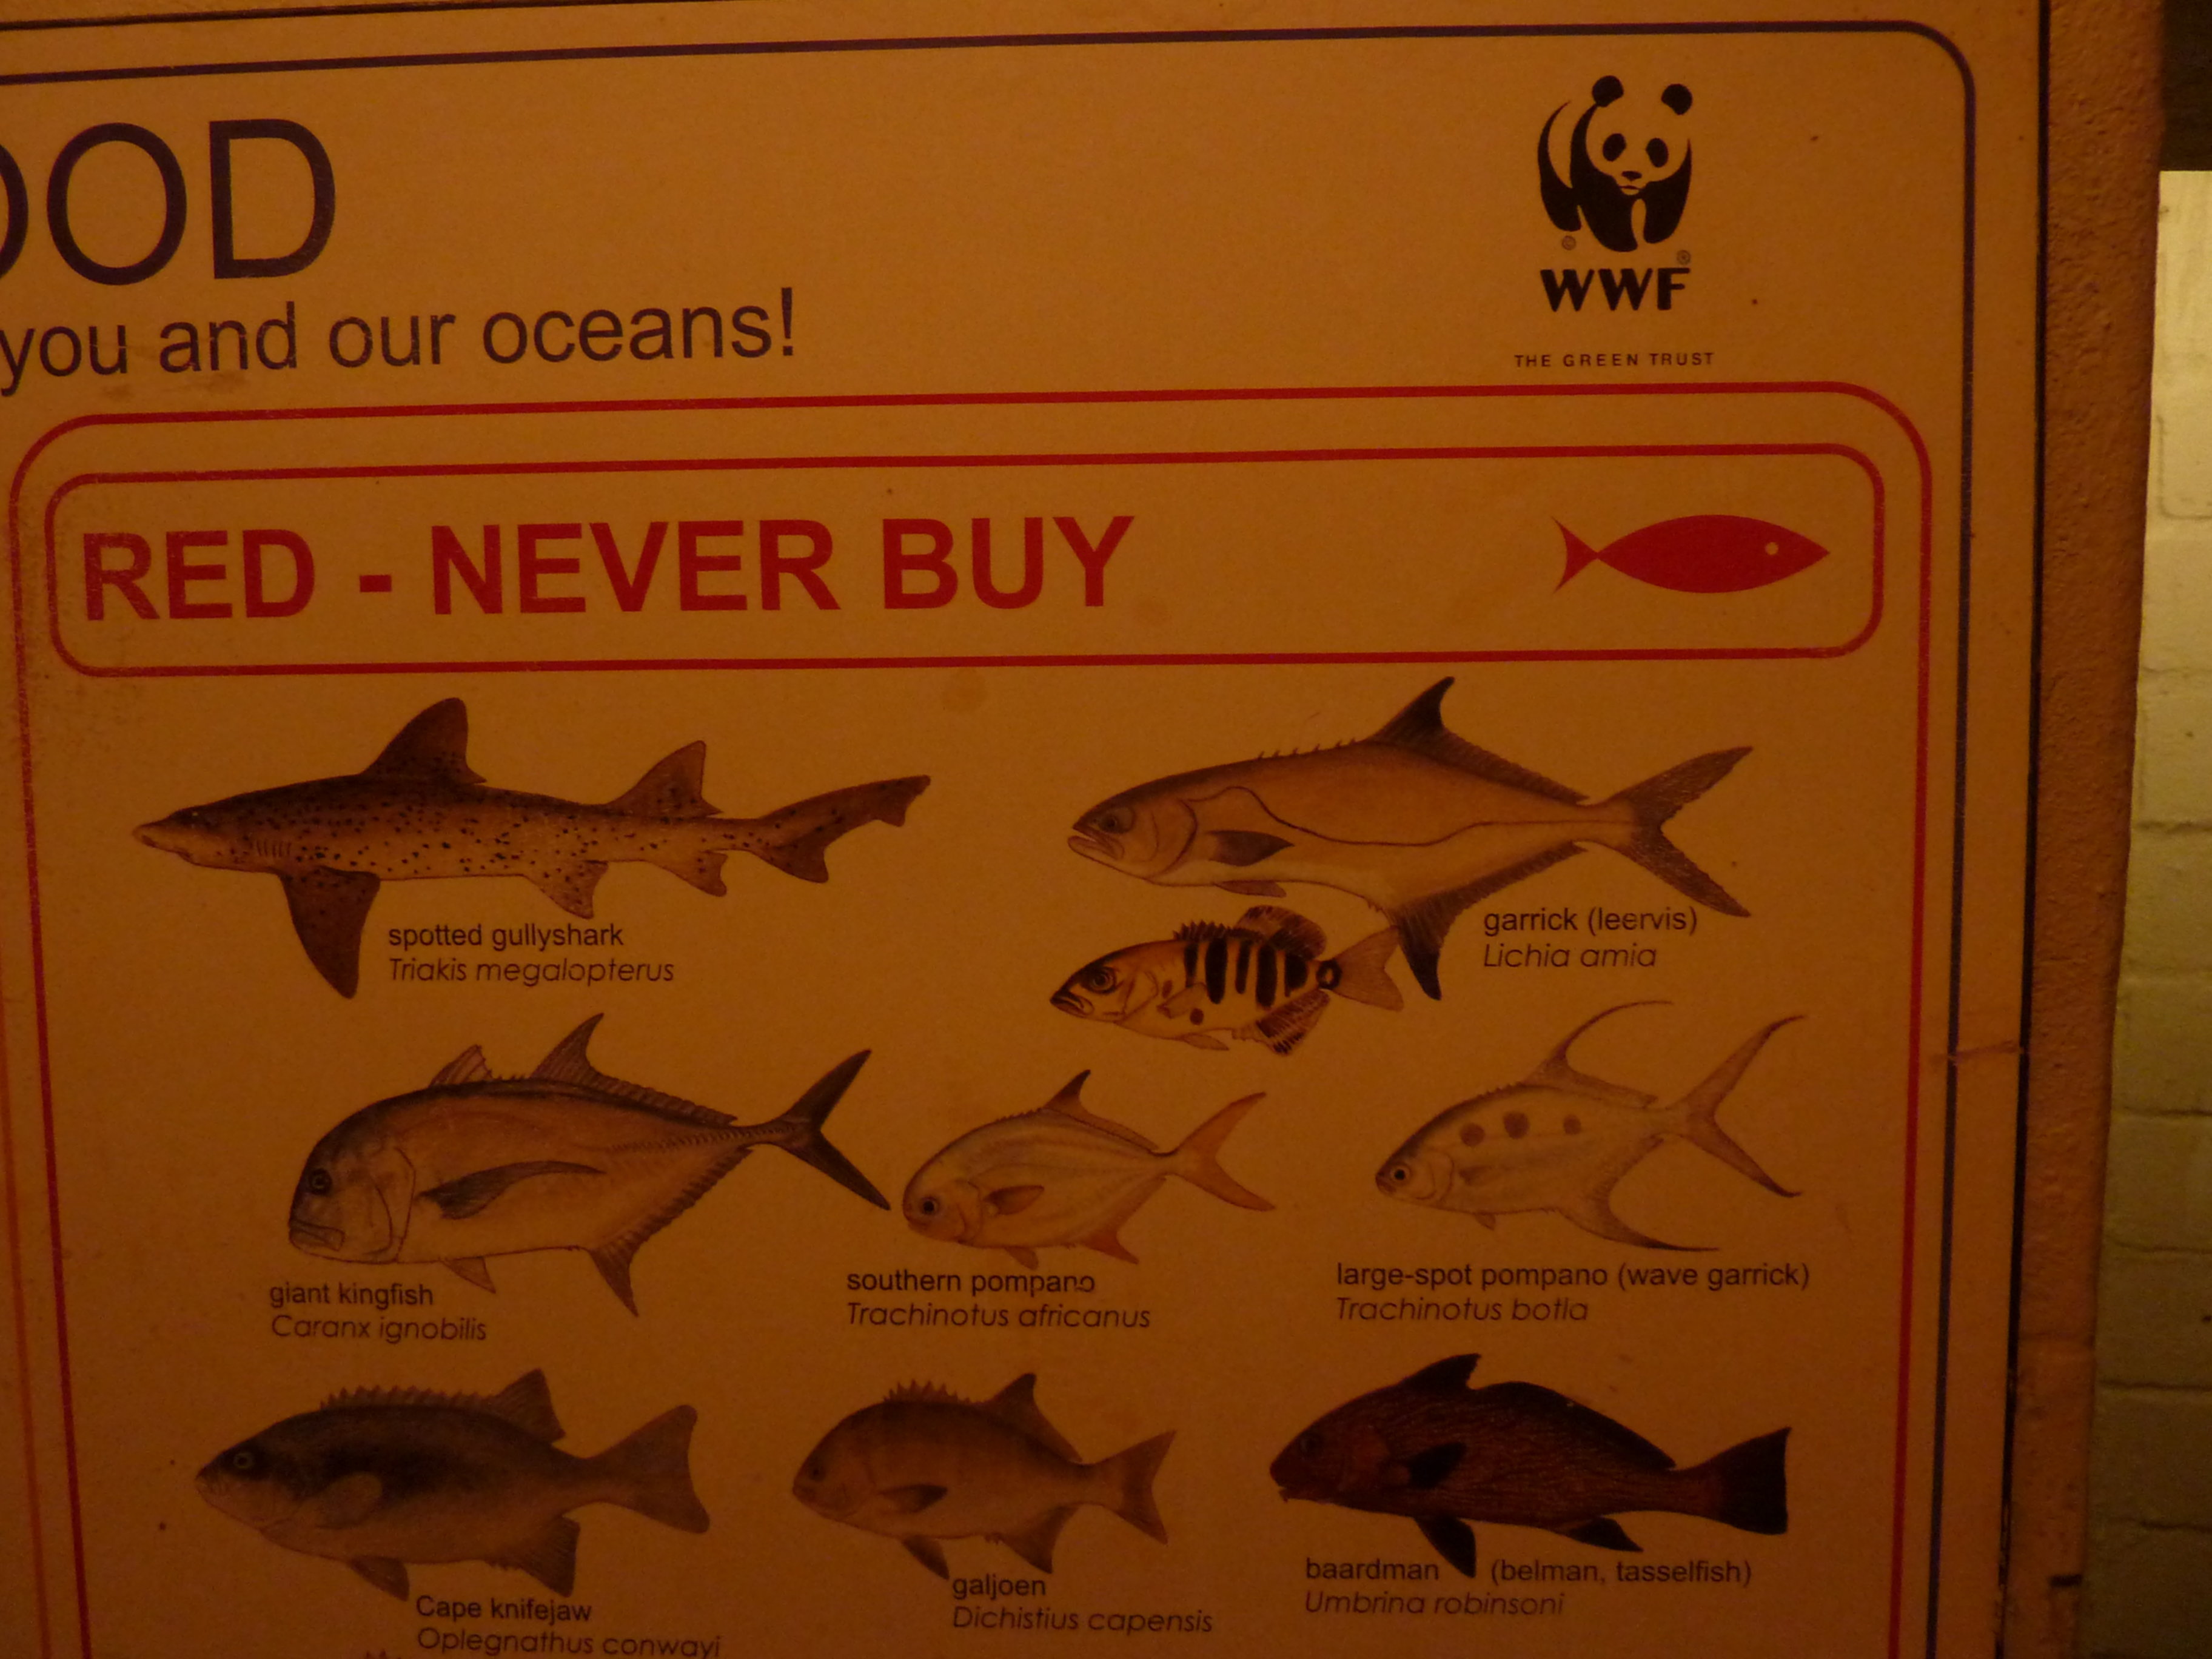 OOD
you and our oceans!
© ®
WWF
THE GREEN TRUST
RED - NEVER BUY
spotted gullyshark
Triakis megalopterus
garrick (leervis)
Lichia amia
giant kingfish
Caranx ignobilis
southern pompano
Trachinotus africanus
large-spot pompano (wave garrick)
Trachinotus botla
Cape knifejaw
Oplegnathus conwayi
galjoen
Dichistius capensis
baardman (belman, tasselfish)
Umbrina robinsoni